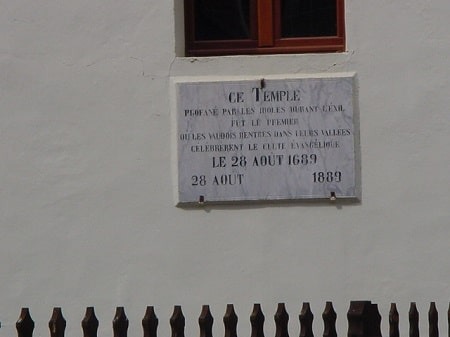 CE TEMPLE
PROFANÉ PAR LES IDOLES DURANT L'EXIL
FUT LE PREMIER
OU LES VAUDOIS RENTRÉS DANS LEURS VALLÉES
CÉLÉBRÈRENT LE CULTE ÉVANGÉLIQUE
LE 28 AOUT 1689
28 AOUT 1889